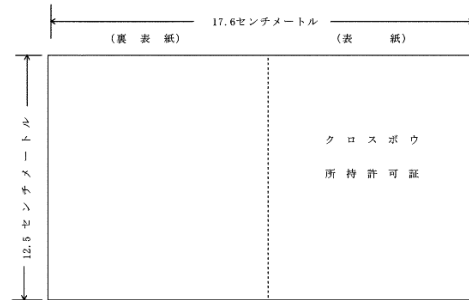 17.6センチメートル
(裏 表 紙)
(表 紙)
12.5センチメートル
クロスボウ
所持許可証